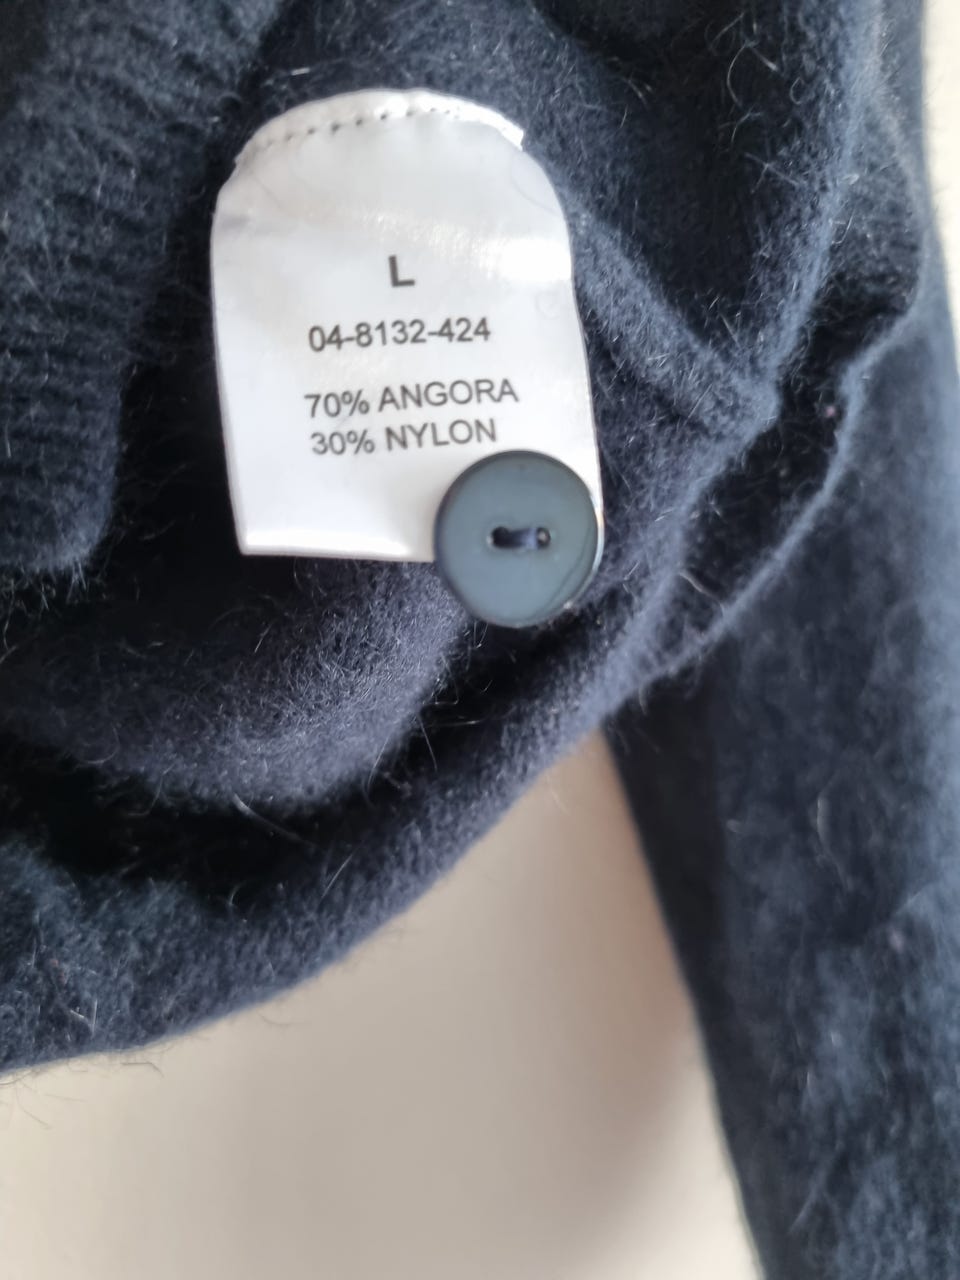 L
04-8132-424
70% ANGORA
30% NYLON